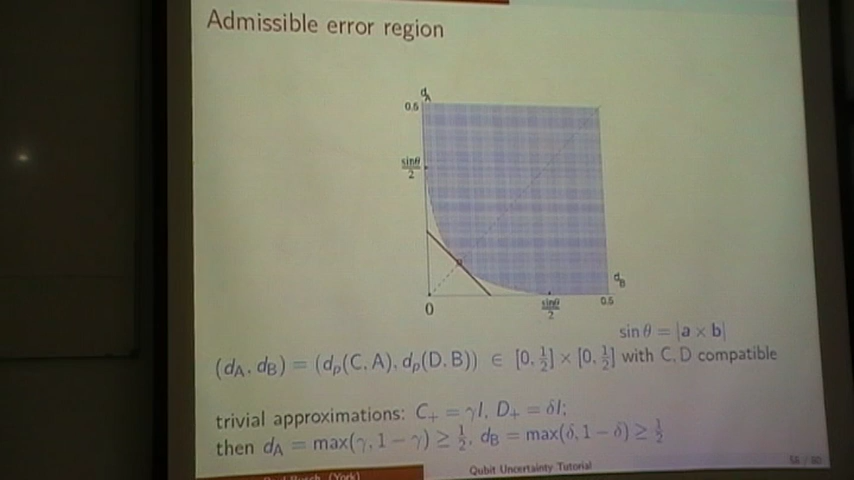 Admissible error region
d_A
0.5
sinθ/2
d_B
0
sinθ/2
0.5
sin θ = |a × b|
(d_A, d_B) = (d_p(C, A), d_p(D, B)) ∈ [0, 1/2] × [0, 1/2] with C, D compatible
trivial approximations: C₊ = γI, D₊ = δI;
then d_A = max(γ, 1 − γ) ≥ 1/2, d_B = max(δ, 1 − δ) ≥ 1/2
(York)
Qubit Uncertainty Tutorial